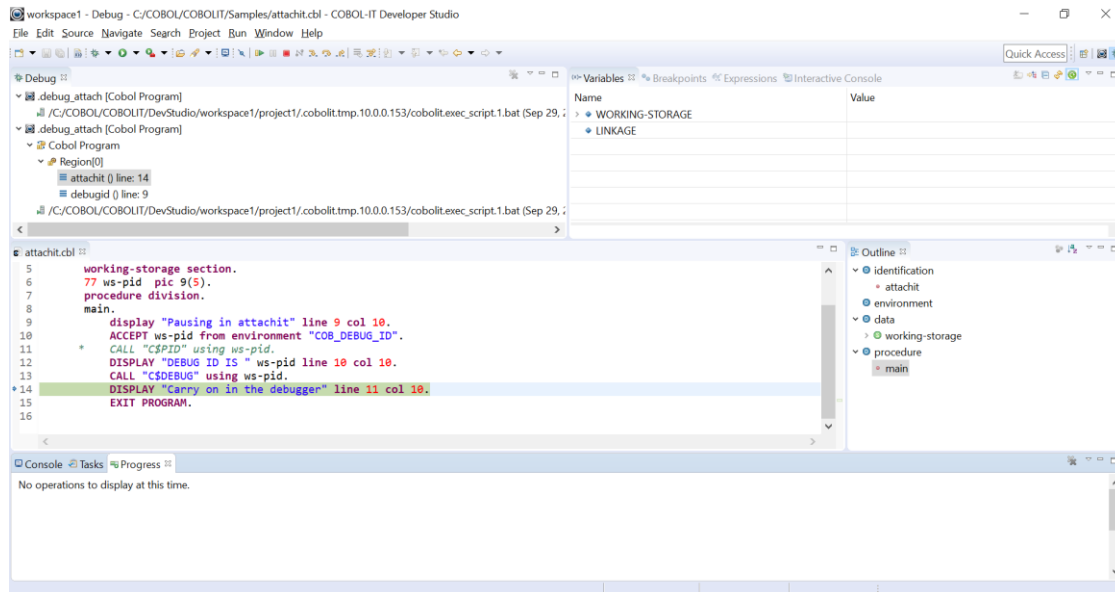 workspace1 - Debug - C:/COBOL/COBOLIT/Samples/attachit.cbl - COBOL-IT Developer Studio
File Edit Source Navigate Search Project Run Window Help
Quick Access
Debug
.debug_attach [Cobol Program]
/C:/COBOL/COBOLIT/DevStudio/workspace1/project1/.cobolit.tmp.10.0.0.153/cobolit.exec_script.1.bat (Sep 29,
.debug_attach [Cobol Program]
Cobol Program
Region[0]
attachit () line: 14
debugid () line: 9
/C:/COBOL/COBOLIT/DevStudio/workspace1/project1/.cobolit.tmp.10.0.0.153/cobolit.exec_script.1.bat (Sep 29,
Variables Breakpoints Expressions Interactive Console
Name Value
WORKING-STORAGE
LINKAGE
attachit.cbl
5 working-storage section.
6 77 ws-pid pic 9(5).
7 procedure division.
8 main.
9 display "Pausing in attachit" line 9 col 10.
10 ACCEPT ws-pid from environment "COB_DEBUG_ID".
11 * CALL "C$PID" using ws-pid.
12 DISPLAY "DEBUG ID IS " ws-pid line 10 col 10.
13 CALL "C$DEBUG" using ws-pid.
14 DISPLAY "Carry on in the debugger" line 11 col 10.
15 EXIT PROGRAM.
16
Outline
identification
attachit
environment
data
working-storage
procedure
main
Console Tasks Progress
No operations to display at this time.